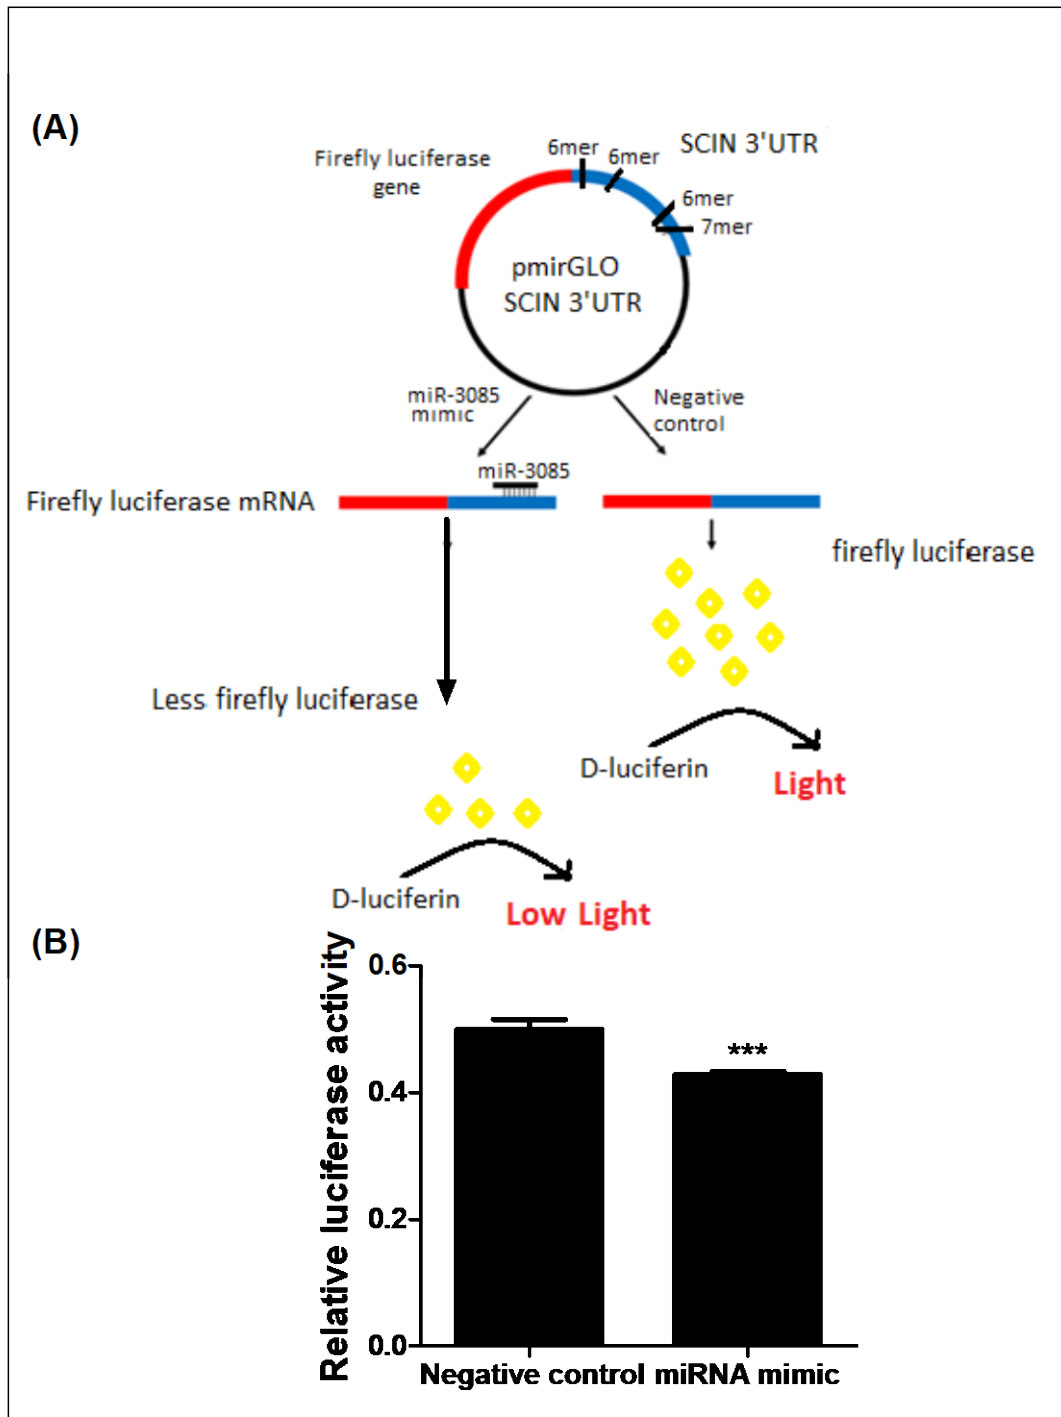 (A)
Firefly luciferase
gene
6mer
6mer
SCIN 3'UTR
6mer
7mer
pmirGLO
SCIN 3'UTR
miR-3085
mimic
Negative
control
miR-3085
Firefly luciferase mRNA
firefly luciferase
Less firefly luciferase
D-luciferin
Light
D-luciferin
Low Light
(B)
Relative luciferase activity
0.6
0.4
0.2
0.0
***
Negative control
miRNA mimic